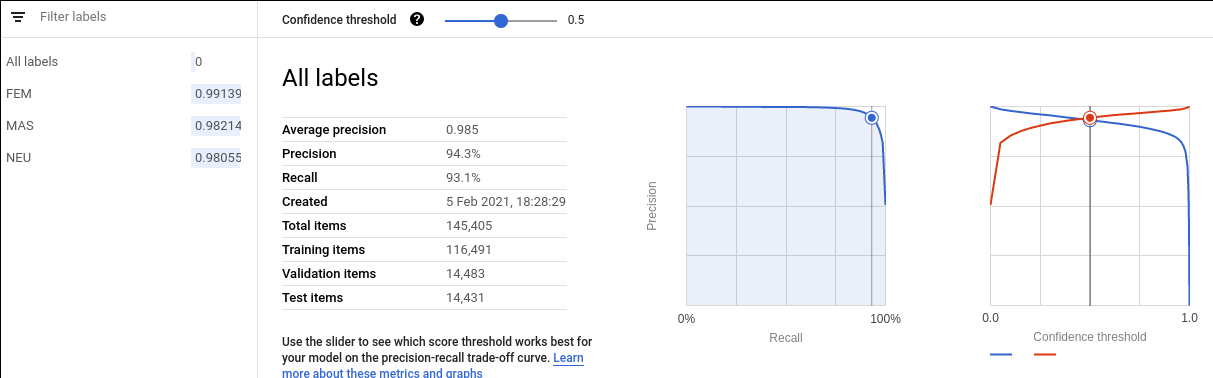 Filter labels
Confidence threshold ? 0.5
All labels 0
FEM 0.99139
MAS 0.98214
NEU 0.98055
All labels
Average precision 0.985
Precision 94.3%
Recall 93.1%
Created 5 Feb 2021, 18:28:29
Total items 145,405
Training items 116,491
Validation items 14,483
Test items 14,431
Use the slider to see which score threshold works best for
your model on the precision-recall trade-off curve. Learn
more about these metrics and graphs
Precision
0% 100%
Recall
0.0 1.0
Confidence threshold